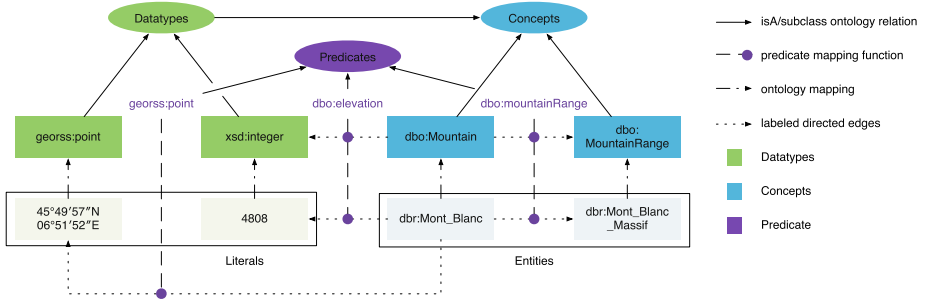 Datatypes
Concepts
Predicates
georss:point
dbo:elevation
dbo:mountainRange
georss:point
xsd:integer
dbo:Mountain
dbo:
MountainRange
45°49′57″N
06°51′52″E
4808
dbr:Mont_Blanc
dbr:Mont_Blanc
_Massif
Literals
Entities
isA/subclass ontology relation
predicate mapping function
ontology mapping
labeled directed edges
Datatypes
Concepts
Predicate